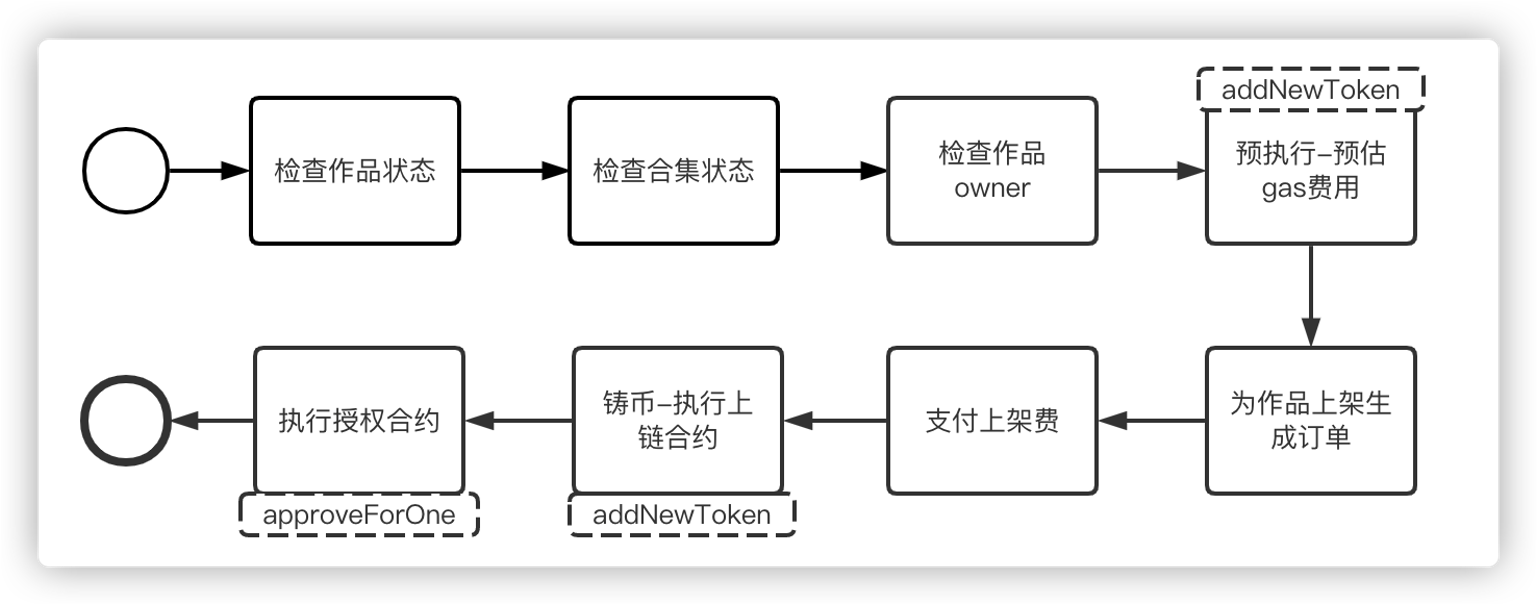 检查作品状态
检查合集状态
检查作品
owner
addNewToken
预执行-预估
gas费用
为作品上架生
成订单
支付上架费
铸币-执行上
链合约
addNewToken
执行授权合约
approveForOne